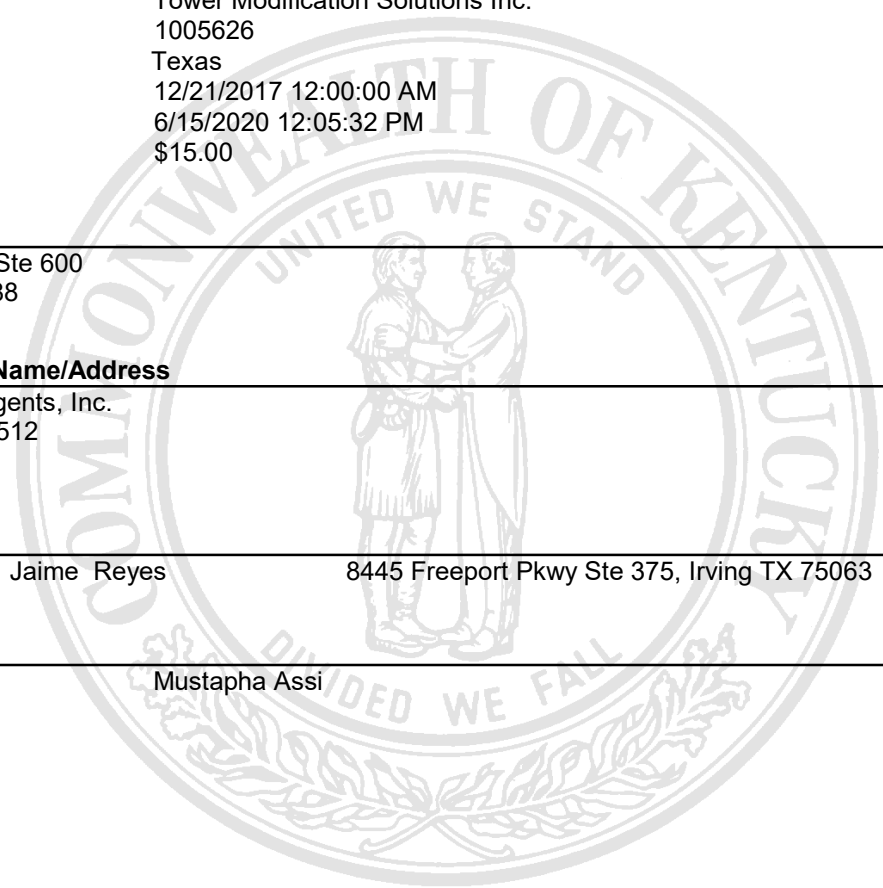 Tower Modification Solutions Inc.
1005626
Texas
12/21/2017 12:00:00 AM
6/15/2020 12:05:32 PM
$15.00
COMMONWEALTH OF KENTUCKY
UNITED WE STAND
Ste 600
Name/Address
Inc.
512
Jaime Reyes 8445 Freeport Pkwy Ste 375, Irving TX 75063
Mustapha Assi
DIVIDED WE FALL